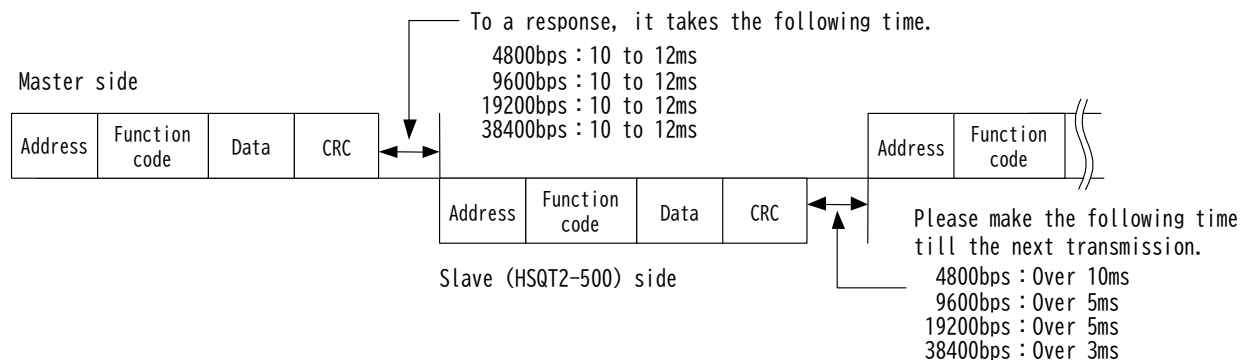 To a response, it takes the following time.
4800bps：10 to 12ms
9600bps：10 to 12ms
19200bps：10 to 12ms
38400bps：10 to 12ms
Master side
Address
Function
code
Data
CRC
Address
Function
code
Address
Function
code
Data
CRC
Slave (HSQT2-500) side
Please make the following time
till the next transmission.
4800bps：Over 10ms
9600bps：Over 5ms
19200bps：Over 5ms
38400bps：Over 3ms